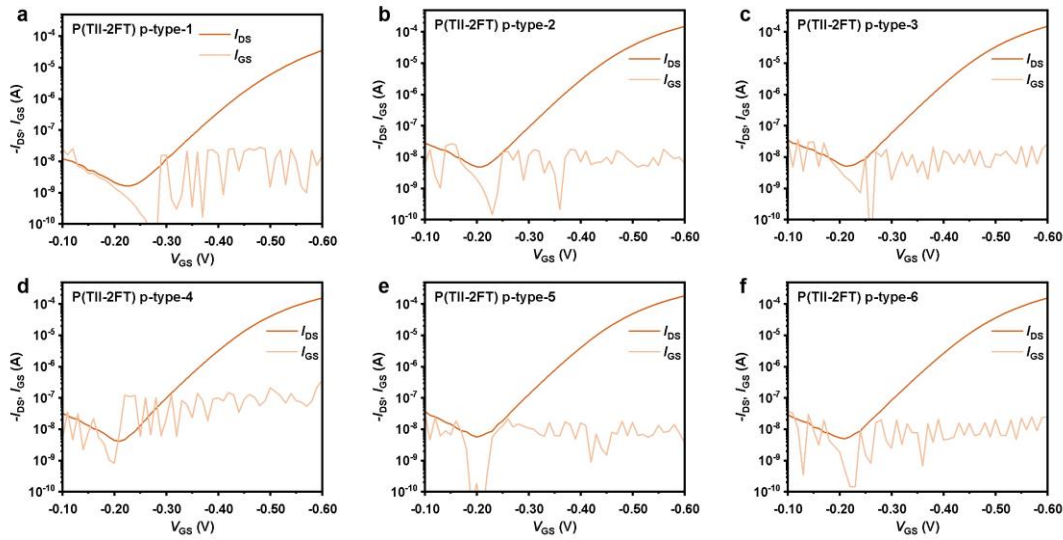 a
P(TII-2FT) p-type-1
I_DS
I_GS
-I_DS, I_GS (A)
10⁻⁴
10⁻⁵
10⁻⁶
10⁻⁷
10⁻⁸
10⁻⁹
10⁻¹⁰
-0.10 -0.20 -0.30 -0.40 -0.50 -0.60
V_GS (V)
b
P(TII-2FT) p-type-2
I_DS
I_GS
-I_DS, I_GS (A)
10⁻⁴
10⁻⁵
10⁻⁶
10⁻⁷
10⁻⁸
10⁻⁹
10⁻¹⁰
-0.10 -0.20 -0.30 -0.40 -0.50 -0.60
V_GS (V)
c
P(TII-2FT) p-type-3
I_DS
I_GS
-I_DS, I_GS (A)
10⁻⁴
10⁻⁵
10⁻⁶
10⁻⁷
10⁻⁸
10⁻⁹
10⁻¹⁰
-0.10 -0.20 -0.30 -0.40 -0.50 -0.60
V_GS (V)
d
P(TII-2FT) p-type-4
I_DS
I_GS
-I_DS, I_GS (A)
10⁻⁴
10⁻⁵
10⁻⁶
10⁻⁷
10⁻⁸
10⁻⁹
10⁻¹⁰
-0.10 -0.20 -0.30 -0.40 -0.50 -0.60
V_GS (V)
e
P(TII-2FT) p-type-5
I_DS
I_GS
-I_DS, I_GS (A)
10⁻⁴
10⁻⁵
10⁻⁶
10⁻⁷
10⁻⁸
10⁻⁹
10⁻¹⁰
-0.10 -0.20 -0.30 -0.40 -0.50 -0.60
V_GS (V)
f
P(TII-2FT) p-type-6
I_DS
I_GS
-I_DS, I_GS (A)
10⁻⁴
10⁻⁵
10⁻⁶
10⁻⁷
10⁻⁸
10⁻⁹
10⁻¹⁰
-0.10 -0.20 -0.30 -0.40 -0.50 -0.60
V_GS (V)